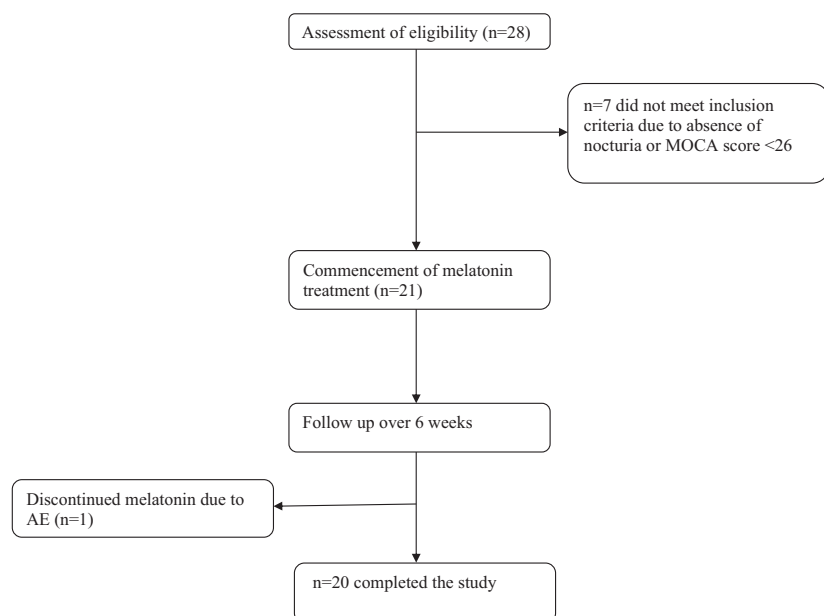 Assessment of eligibility (n=28)
n=7 did not meet inclusion
criteria due to absence of
nocturia or MOCA score <26
Commencement of melatonin
treatment (n=21)
Follow up over 6 weeks
Discontinued melatonin due to
AE (n=1)
n=20 completed the study